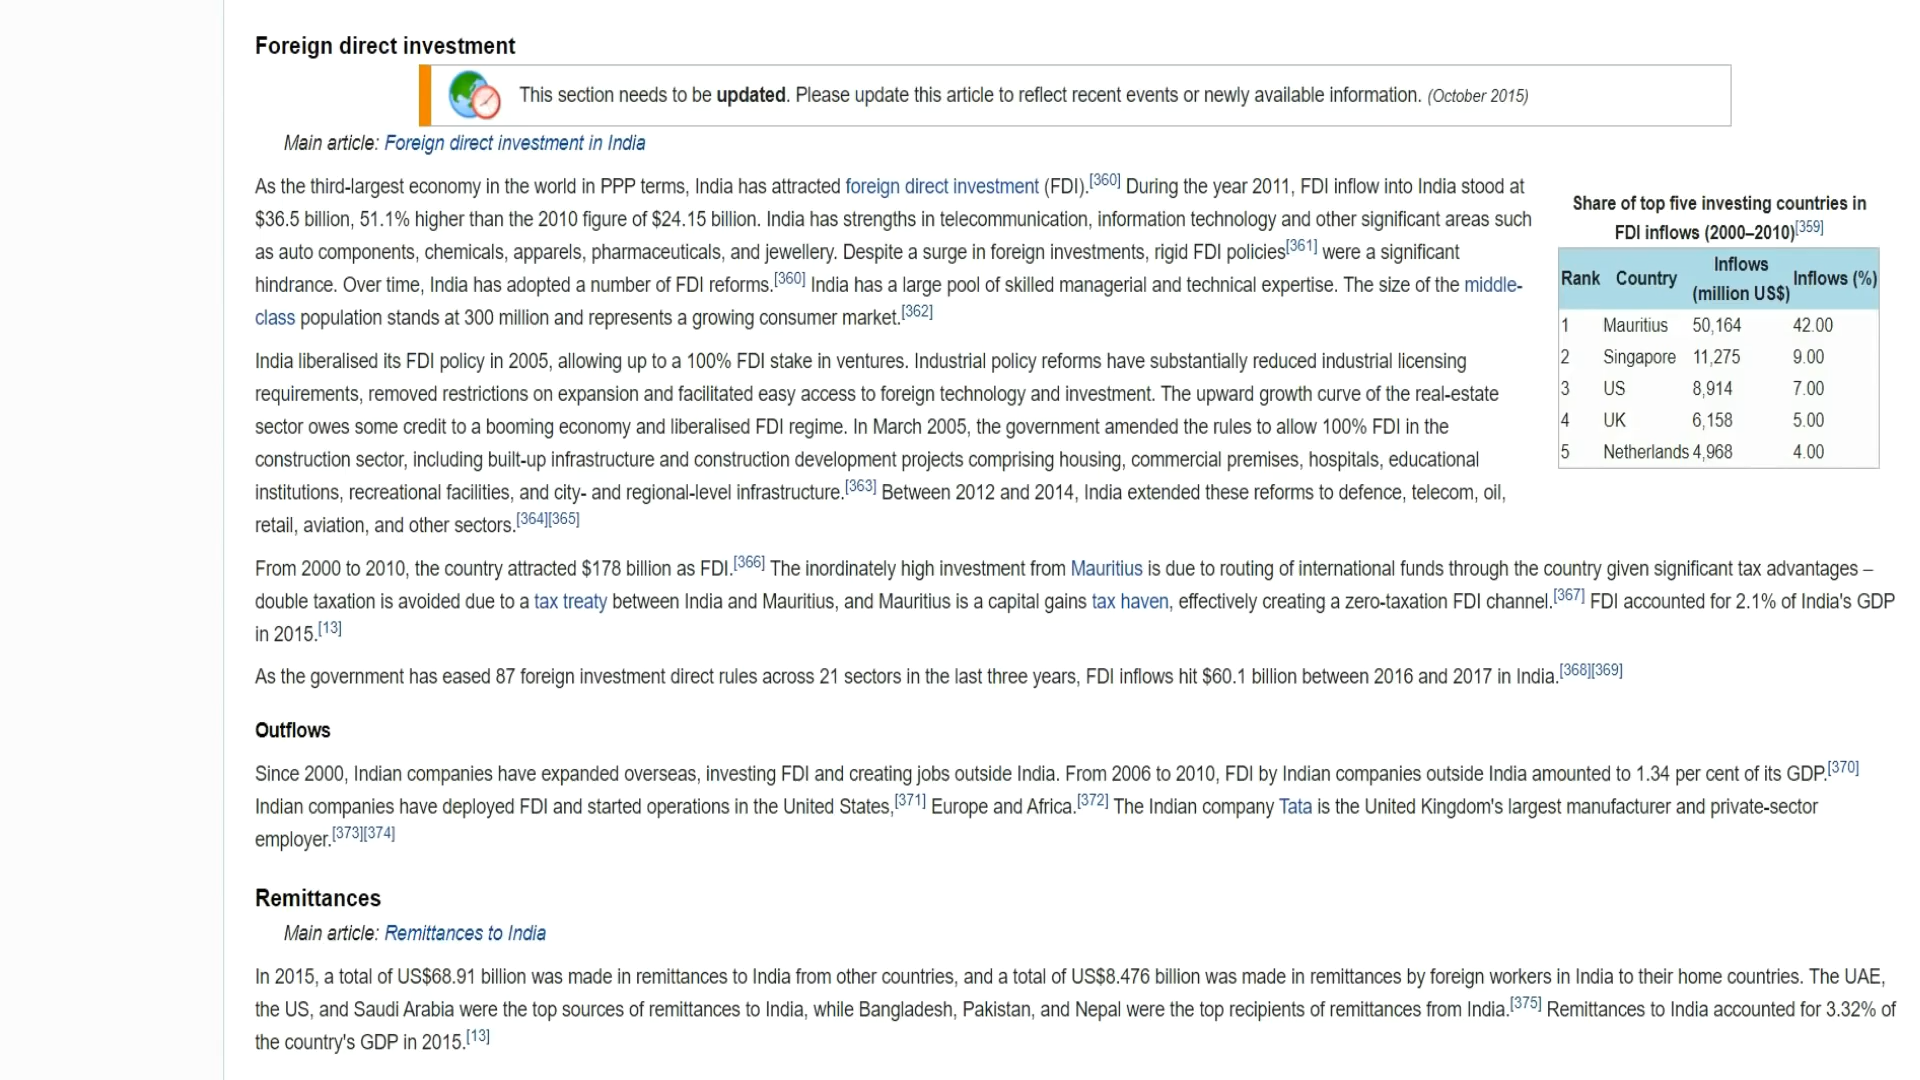 Foreign direct investment
This section needs to be updated. Please update this article to reflect recent events or newly available information. (October 2015)
Main article: Foreign direct investment in India
As the third-largest economy in the world in PPP terms, India has attracted foreign direct investment (FDI).[360] During the year 2011, FDI inflow into India stood at
$36.5 billion, 51.1% higher than the 2010 figure of $24.15 billion. India has strengths in telecommunication, information technology and other significant areas such
as auto components, chemicals, apparels, pharmaceuticals, and jewellery. Despite a surge in foreign investments, rigid FDI policies[361] were a significant
hindrance. Over time, India has adopted a number of FDI reforms.[360] India has a large pool of skilled managerial and technical expertise. The size of the middle-
class population stands at 300 million and represents a growing consumer market.[362]
Share of top five investing countries in
FDI inflows (2000–2010)[359]
Rank Country Inflows (million US$) Inflows (%)
1 Mauritius 50,164 42.00
2 Singapore 11,275 9.00
3 US 8,914 7.00
4 UK 6,158 5.00
5 Netherlands 4,968 4.00
India liberalised its FDI policy in 2005, allowing up to a 100% FDI stake in ventures. Industrial policy reforms have substantially reduced industrial licensing
requirements, removed restrictions on expansion and facilitated easy access to foreign technology and investment. The upward growth curve of the real-estate
sector owes some credit to a booming economy and liberalised FDI regime. In March 2005, the government amended the rules to allow 100% FDI in the
construction sector, including built-up infrastructure and construction development projects comprising housing, commercial premises, hospitals, educational
institutions, recreational facilities, and city- and regional-level infrastructure.[363] Between 2012 and 2014, India extended these reforms to defence, telecom, oil,
retail, aviation, and other sectors.[364][365]
From 2000 to 2010, the country attracted $178 billion as FDI.[366] The inordinately high investment from Mauritius is due to routing of international funds through the country given significant tax advantages –
double taxation is avoided due to a tax treaty between India and Mauritius, and Mauritius is a capital gains tax haven, effectively creating a zero-taxation FDI channel.[367] FDI accounted for 2.1% of India's GDP
in 2015.[13]
As the government has eased 87 foreign investment direct rules across 21 sectors in the last three years, FDI inflows hit $60.1 billion between 2016 and 2017 in India.[368][369]
Outflows
Since 2000, Indian companies have expanded overseas, investing FDI and creating jobs outside India. From 2006 to 2010, FDI by Indian companies outside India amounted to 1.34 per cent of its GDP.[370]
Indian companies have deployed FDI and started operations in the United States,[371] Europe and Africa.[372] The Indian company Tata is the United Kingdom's largest manufacturer and private-sector
employer.[373][374]
Remittances
Main article: Remittances to India
In 2015, a total of US$68.91 billion was made in remittances to India from other countries, and a total of US$8.476 billion was made in remittances by foreign workers in India to their home countries. The UAE,
the US, and Saudi Arabia were the top sources of remittances to India, while Bangladesh, Pakistan, and Nepal were the top recipients of remittances from India.[375] Remittances to India accounted for 3.32% of
the country's GDP in 2015.[13]